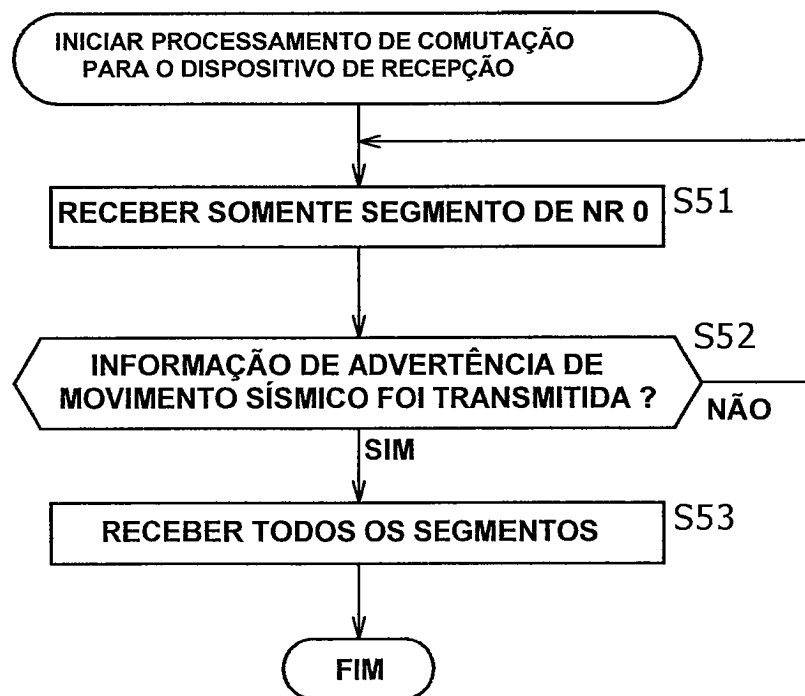 INICIAR PROCESSAMENTO DE COMUTAÇÃO
PARA O DISPOSITIVO DE RECEPÇÃO
RECEBER SOMENTE SEGMENTO DE NR 0
S51
S52
INFORMAÇÃO DE ADVERTÊNCIA DE
MOVIMENTO SÍSMICO FOI TRANSMITIDA ?
NÃO
SIM
RECEBER TODOS OS SEGMENTOS
S53
FIM